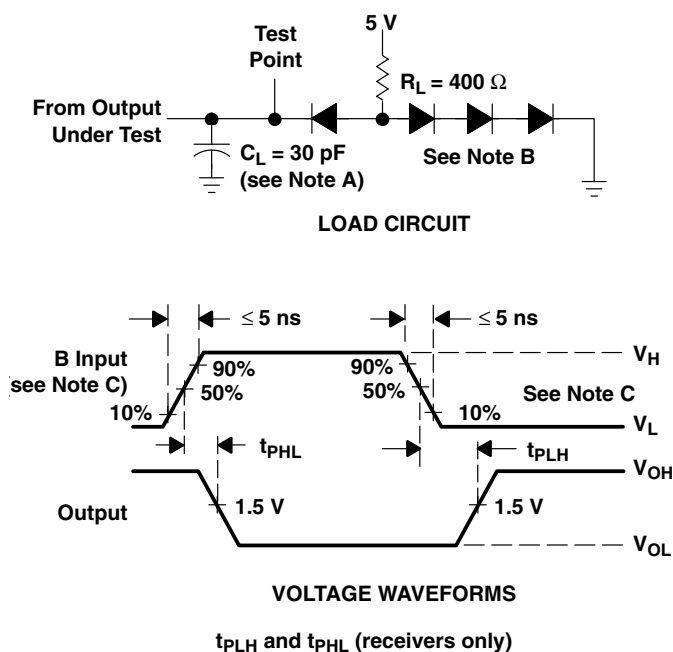 5 V
Test
Point
R_L = 400 Ω
From Output
Under Test
C_L = 30 pF
(see Note A)
See Note B
LOAD CIRCUIT
≤ 5 ns
≤ 5 ns
B Input
(see Note C)
90%
50%
10%
90%
50%
10%
V_H
See Note C
V_L
t_PHL
t_PLH
V_OH
Output
1.5 V
1.5 V
V_OL
VOLTAGE WAVEFORMS
t_PLH and t_PHL (receivers only)